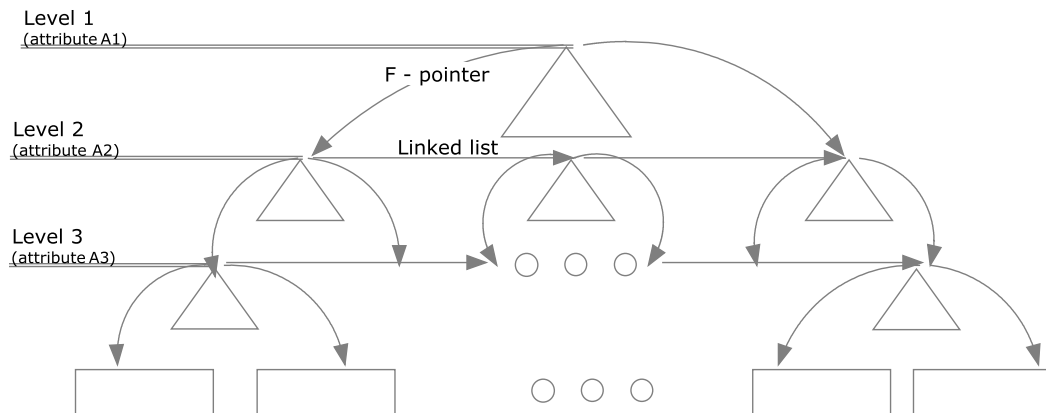 Level 1
(attribute A1)
F - pointer
Level 2
(attribute A2)
Linked list
Level 3
(attribute A3)